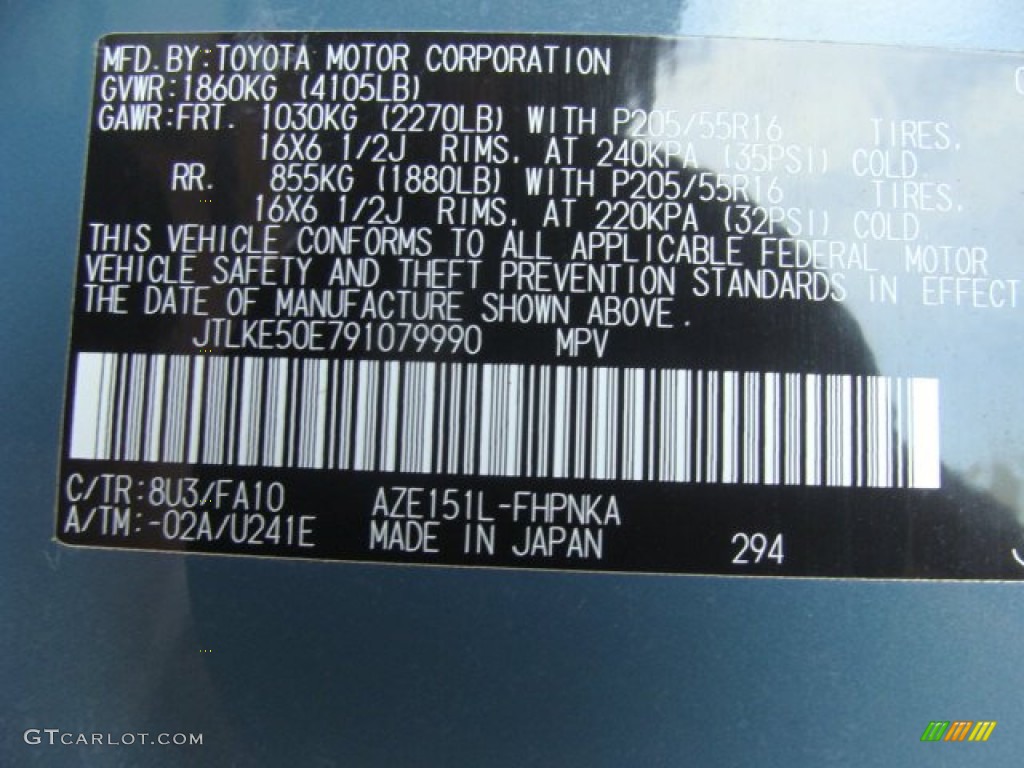 MFD. BY: TOYOTA MOTOR CORPORATION
GVWR: 1860KG (4105LB)
GAWR: FRT. 1030KG (2270LB) WITH P205/55R16 TIRES.
16X6 1/2J RIMS. AT 240KPA (35PSI) COLD.
RR. 855KG (1880LB) WITH P205/55R16 TIRES.
16X6 1/2J RIMS. AT 220KPA (32PSI) COLD.
THIS VEHICLE CONFORMS TO ALL APPLICABLE FEDERAL MOTOR
VEHICLE SAFETY AND THEFT PREVENTION STANDARDS IN EFFECT
THE DATE OF MANUFACTURE SHOWN ABOVE.
JTLKE50E791079990 MPV
C/TR: 8U3/FA10 AZE151L-FHPNKA
A/TM: -02A/U241E MADE IN JAPAN 294
GTCARLOT.COM